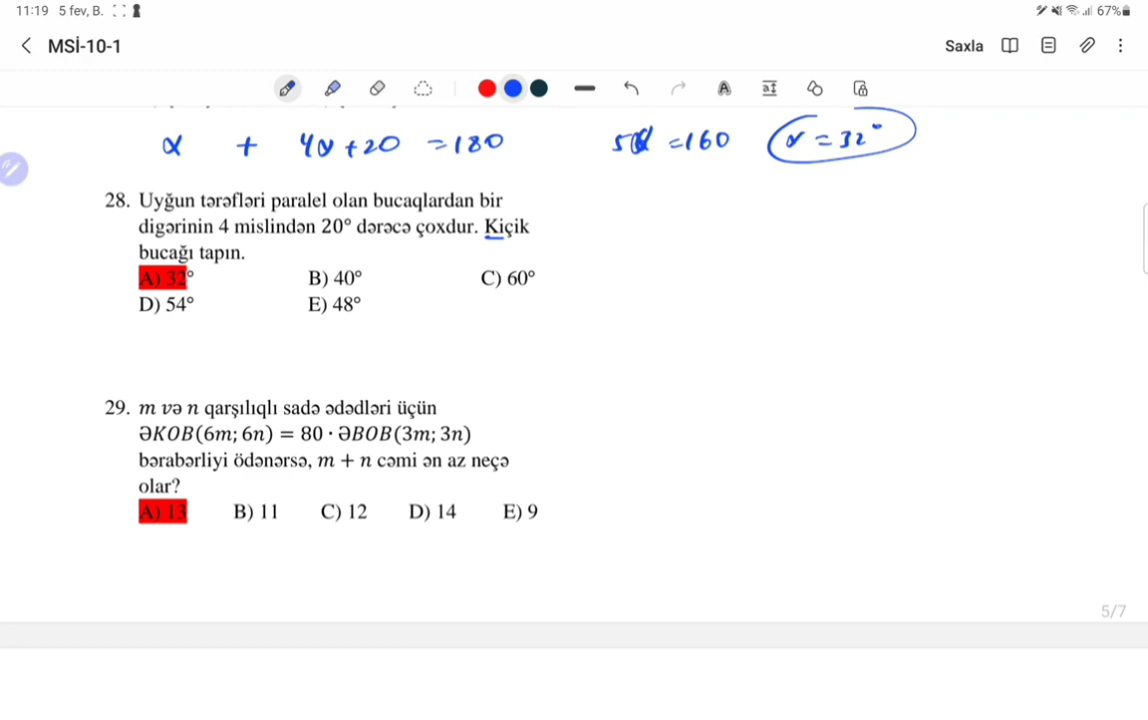 11:19 5 fev, B. 67%
MSİ-10-1 Saxla
α + 4α + 20 = 180 5α = 160 α = 32°
28. Uyğun tərəfləri paralel olan bucaqlardan bir
digərinin 4 mislindən 20° dərəcə çoxdur. Kiçik
bucağı tapın.
A) 32° B) 40° C) 60°
D) 54° E) 48°
29. m və n qarşılıqlı sadə ədədləri üçün
ƏKOB(6m; 6n) = 80 · ƏBOB(3m; 3n)
bərabərliyi ödənərsə, m + n cəmi ən az neçə
olar?
A) 13 B) 11 C) 12 D) 14 E) 9
5/7